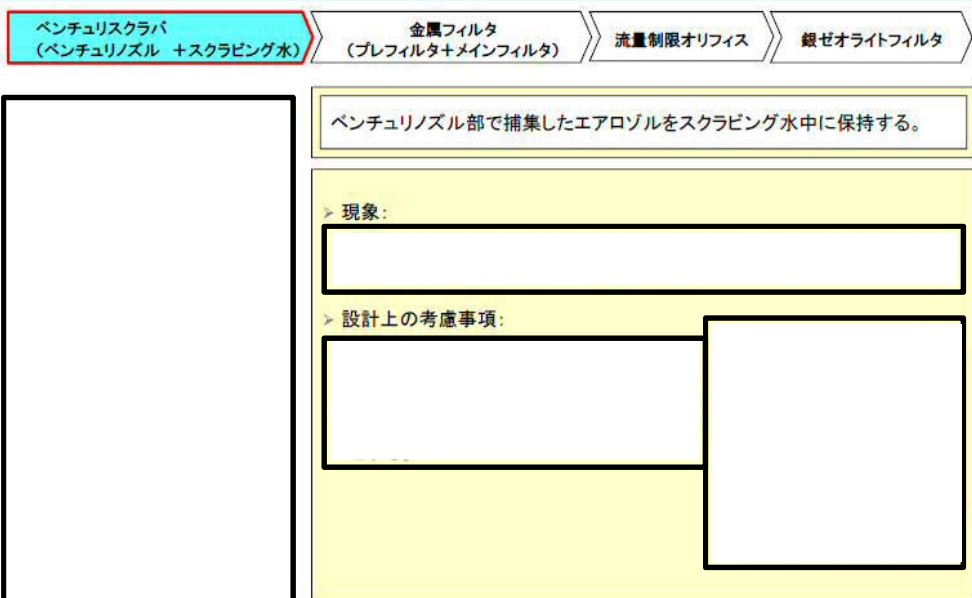 ベンチュリスクラバ
（ベンチュリノズル ＋スクラビング水）
金属フィルタ
（プレフィルタ＋メインフィルタ）
流量制限オリフィス
銀ゼオライトフィルタ
ベンチュリノズル部で捕集したエアロゾルをスクラビング水中に保持する。
➢ 現象：
➢ 設計上の考慮事項：